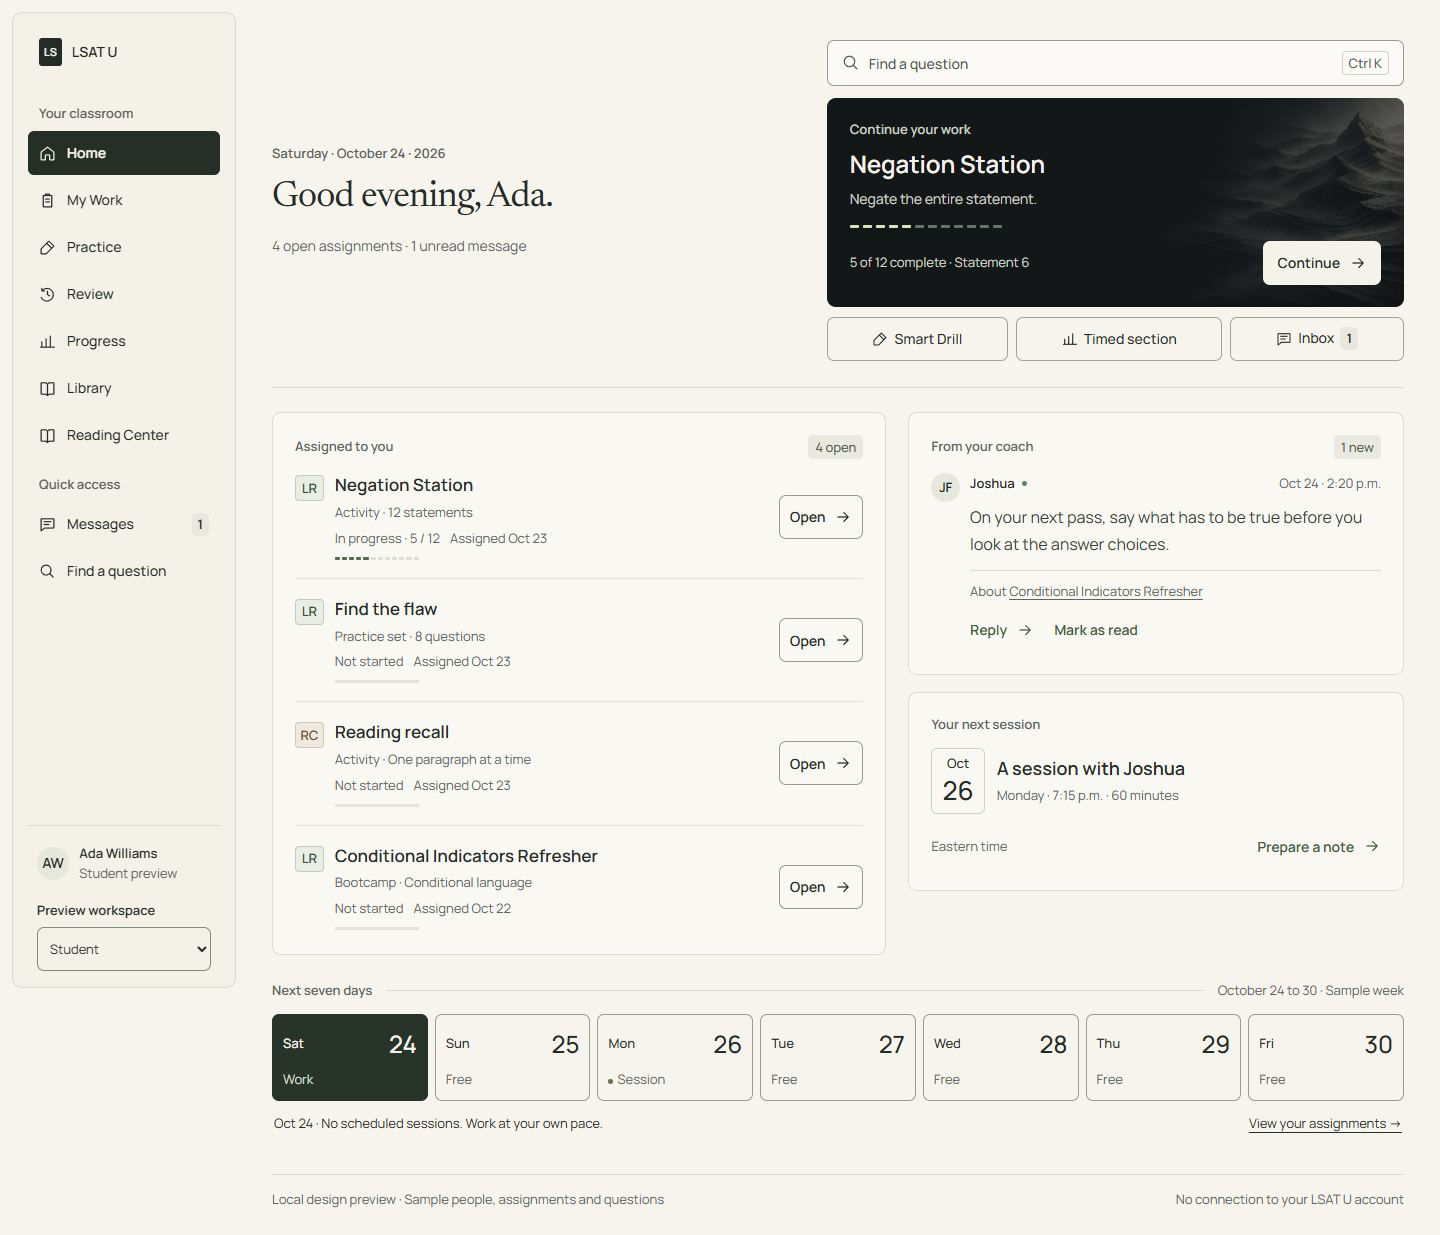 LS LSAT U
Your classroom
Home
My Work
Practice
Review
Progress
Library
Reading Center
Quick access
Messages 1
Find a question
AW Ada Williams
Student preview
Preview workspace
Student
Saturday · October 24 · 2026
Good evening, Ada.
4 open assignments · 1 unread message
Find a question Ctrl K
Continue your work
Negation Station
Negate the entire statement.
5 of 12 complete · Statement 6
Continue →
Smart Drill
Timed section
Inbox 1
Assigned to you 4 open
LR Negation Station
Activity · 12 statements
In progress · 5 / 12 Assigned Oct 23
Open →
LR Find the flaw
Practice set · 8 questions
Not started Assigned Oct 23
Open →
RC Reading recall
Activity · One paragraph at a time
Not started Assigned Oct 23
Open →
LR Conditional Indicators Refresher
Bootcamp · Conditional language
Not started Assigned Oct 22
Open →
From your coach 1 new
JF Joshua Oct 24 · 2:20 p.m.
On your next pass, say what has to be true before you
look at the answer choices.
About Conditional Indicators Refresher
Reply → Mark as read
Your next session
Oct
26
A session with Joshua
Monday · 7:15 p.m. · 60 minutes
Eastern time Prepare a note →
Next seven days October 24 to 30 · Sample week
Sat 24
Work
Sun 25
Free
Mon 26
Session
Tue 27
Free
Wed 28
Free
Thu 29
Free
Fri 30
Free
Oct 24 · No scheduled sessions. Work at your own pace. View your assignments →
Local design preview · Sample people, assignments and questions No connection to your LSAT U account